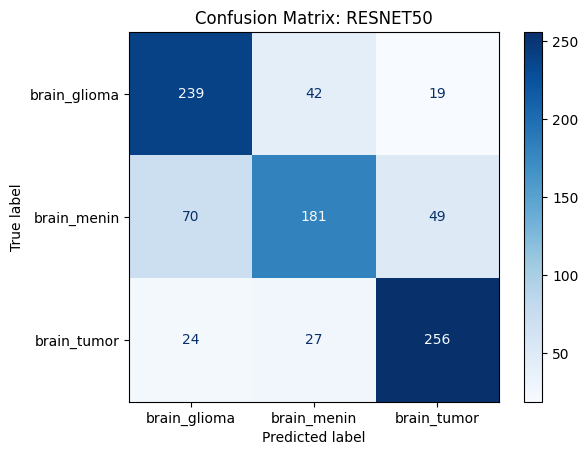 Confusion Matrix: RESNET50
True label
brain_glioma 239 42 19
brain_menin 70 181 49
brain_tumor 24 27 256
brain_glioma brain_menin brain_tumor
Predicted label
250
200
150
100
50